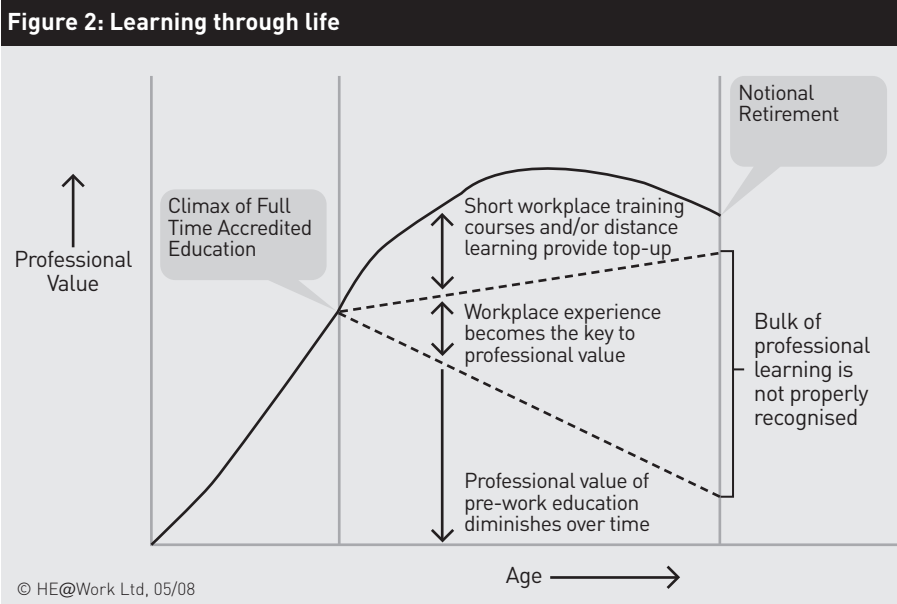 Figure 2: Learning through life
Notional
Retirement
Climax of Full
Time Accredited
Education
Professional
Value
Short workplace training
courses and/or distance
learning provide top-up
Workplace experience
becomes the key to
professional value
Bulk of
professional
learning is
not properly
recognised
Professional value of
pre-work education
diminishes over time
Age
© HE@Work Ltd, 05/08